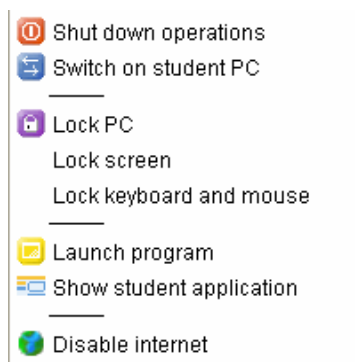 Shut down operations
Switch on student PC
Lock PC
Lock screen
Lock keyboard and mouse
Launch program
Show student application
Disable internet